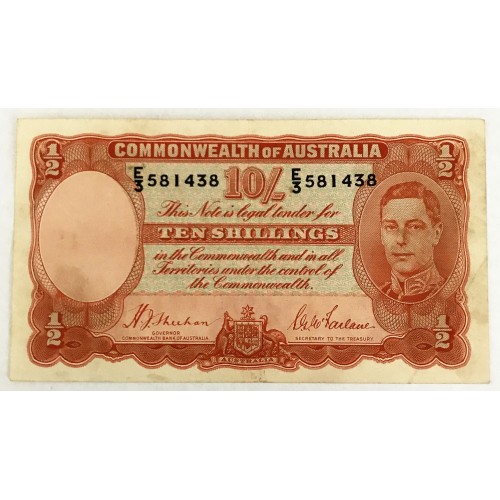 COMMONWEALTH OF AUSTRALIA
1/2 1/2
E/3 581438 10/- E/3 581438
This Note is legal tender for
TEN SHILLINGS
in the Commonwealth and in all
Territories under the control of
the Commonwealth.
H. J. Sheehan S. G. McFarlane
GOVERNOR SECRETARY TO THE TREASURY
COMMONWEALTH BANK OF AUSTRALIA
1/2 1/2
AUSTRALIA